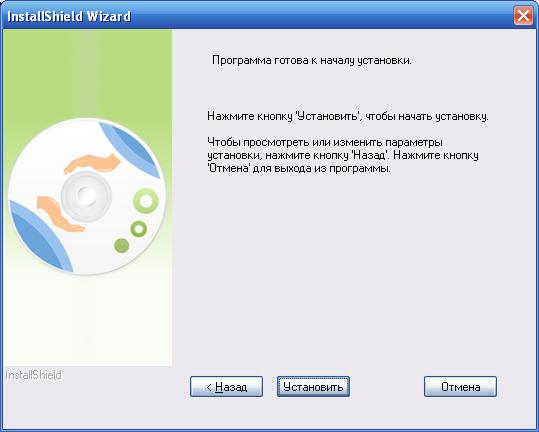 InstallShield Wizard
Программа готова к началу установки.
Нажмите кнопку 'Установить', чтобы начать установку.
Чтобы просмотреть или изменить параметры
установки, нажмите кнопку 'Назад'. Нажмите кнопку
'Отмена' для выхода из программы.
InstallShield
< Назад Установить Отмена